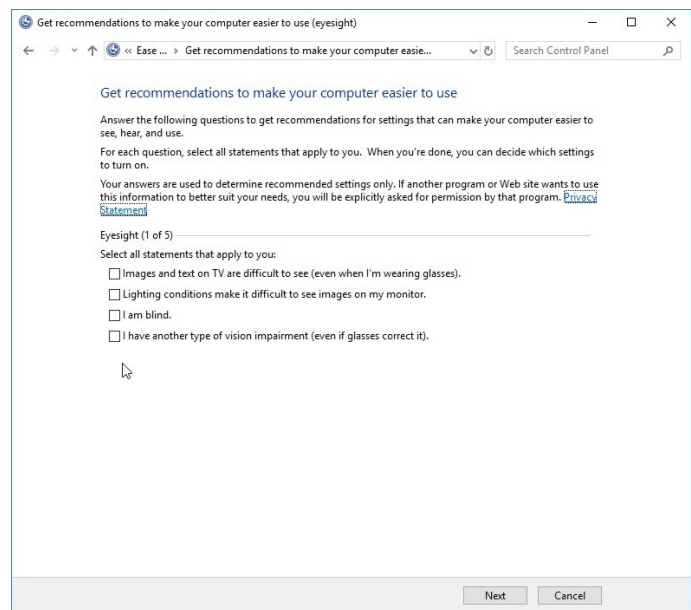 Get recommendations to make your computer easier to use (eyesight)
« Ease ... › Get recommendations to make your computer easie...
Search Control Panel
Get recommendations to make your computer easier to use
Answer the following questions to get recommendations for settings that can make your computer easier to
see, hear, and use.
For each question, select all statements that apply to you. When you're done, you can decide which settings
to turn on.
Your answers are used to determine recommended settings only. If another program or Web site wants to use
this information to better suit your needs, you will be explicitly asked for permission by that program. Privacy
Statement
Eyesight (1 of 5)
Select all statements that apply to you:
Images and text on TV are difficult to see (even when I'm wearing glasses).
Lighting conditions make it difficult to see images on my monitor.
I am blind.
I have another type of vision impairment (even if glasses correct it).
Next Cancel